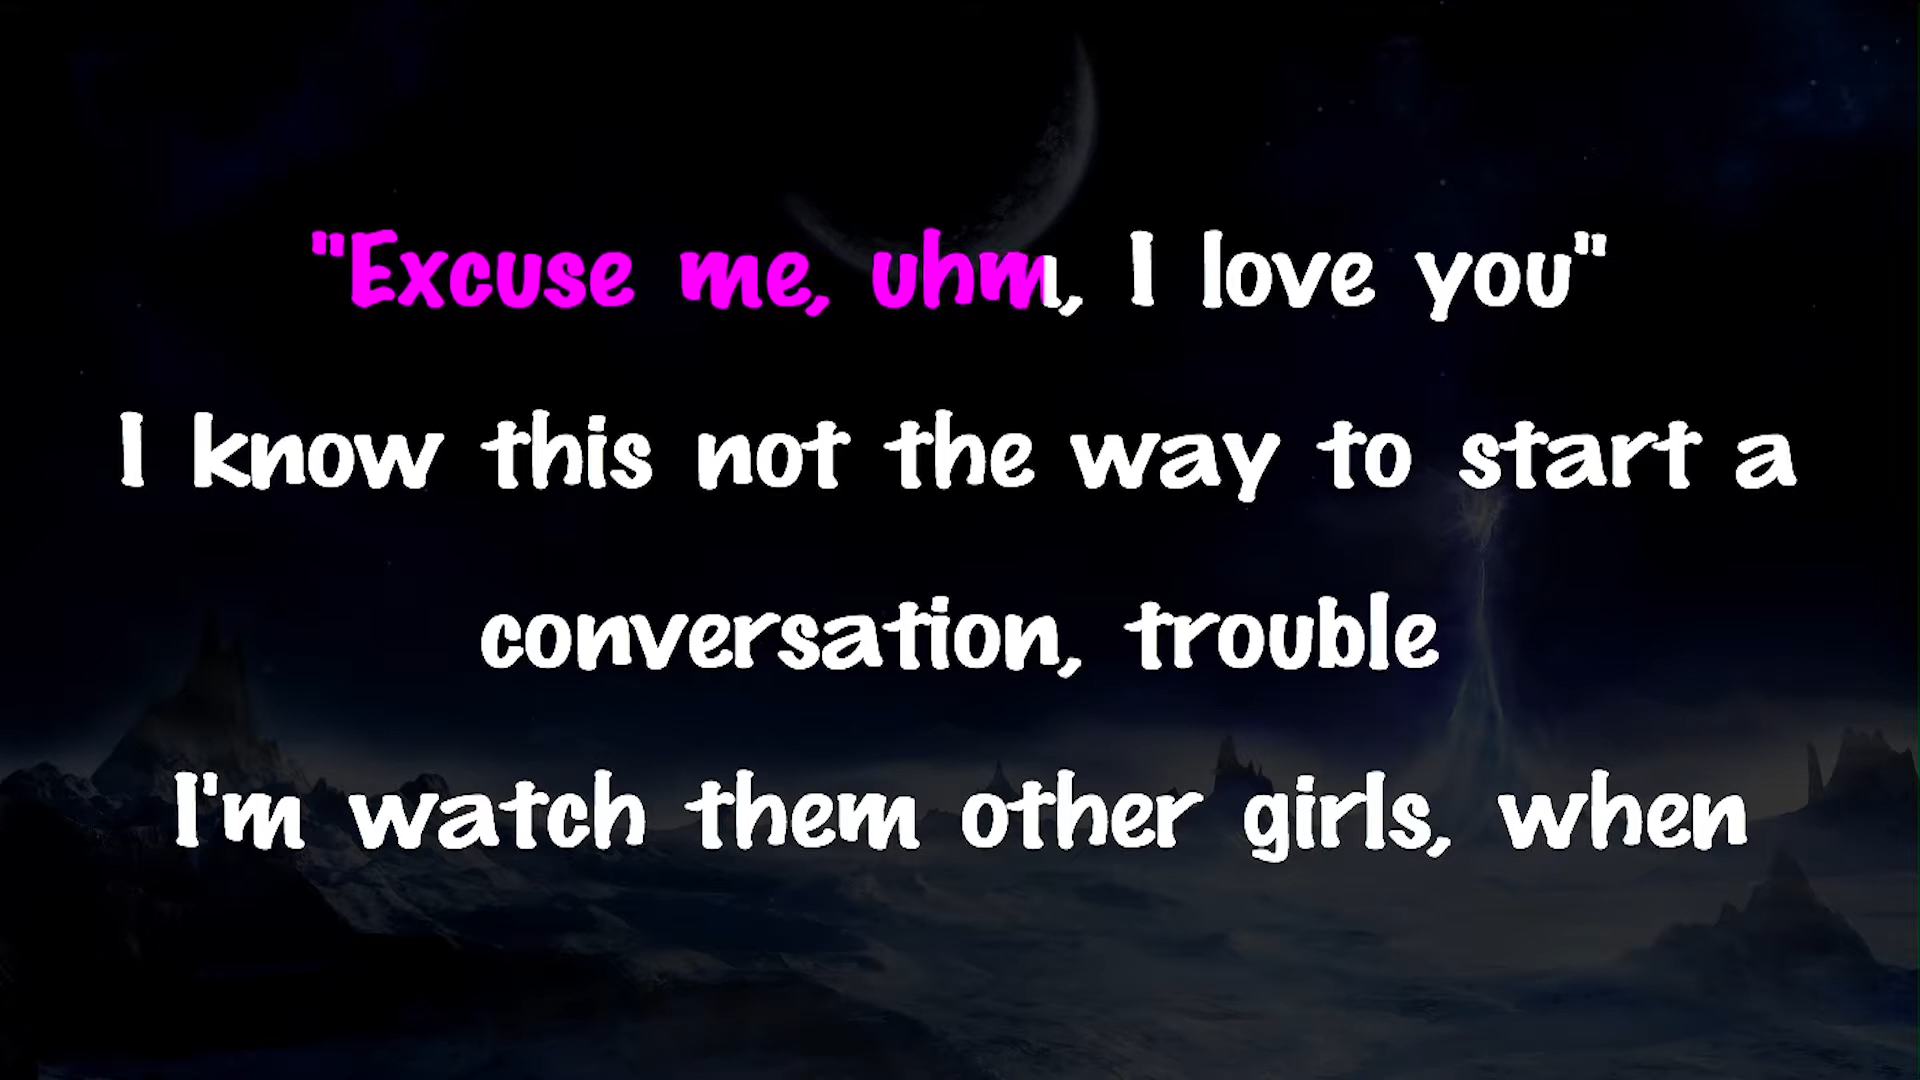 "Excuse me, uhm, I love you"
I know this not the way to start a
conversation, trouble
I'm watch them other girls, when